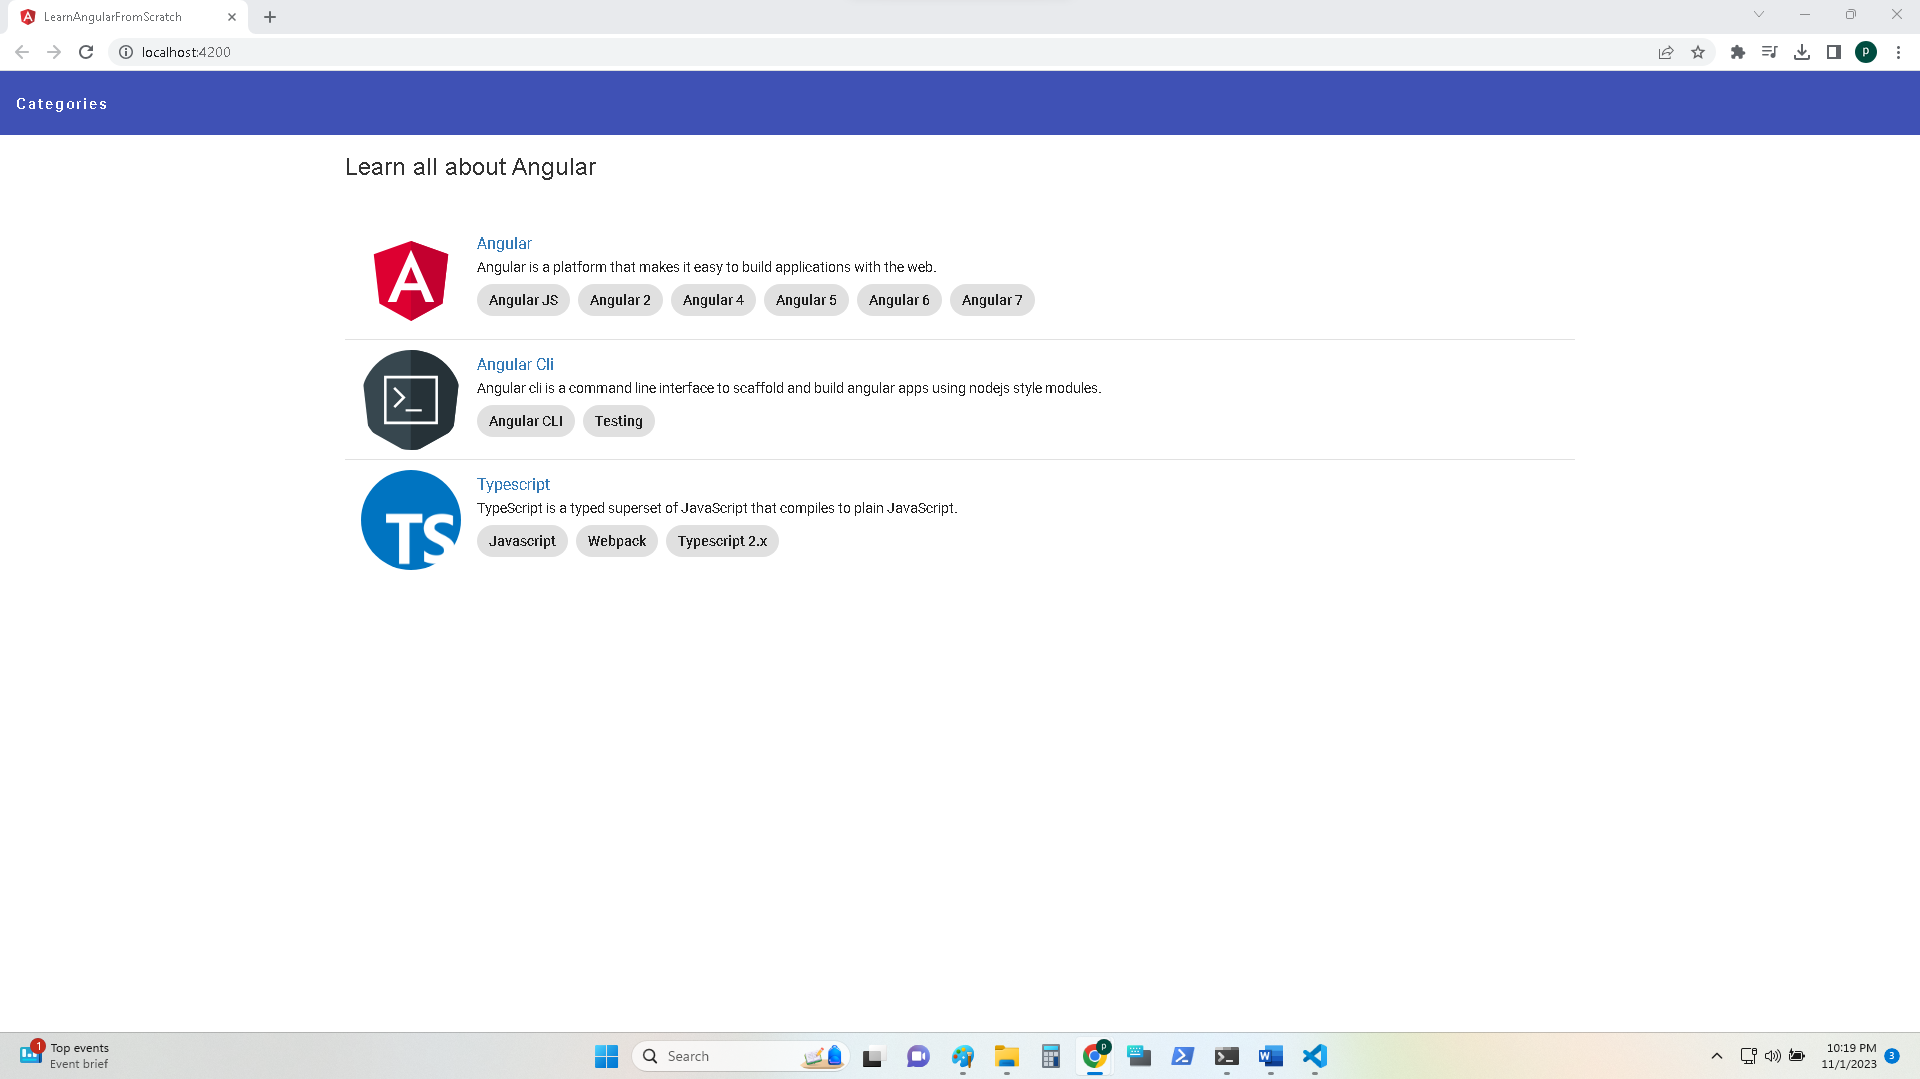 LearnAngularFromScratch
localhost:4200
P
Categories
Learn all about Angular
A
Angular
Angular is a platform that makes it easy to build applications with the web.
Angular JS Angular 2 Angular 4 Angular 5 Angular 6 Angular 7
Angular Cli
Angular cli is a command line interface to scaffold and build angular apps using nodejs style modules.
Angular CLI Testing
TS
Typescript
TypeScript is a typed superset of JavaScript that compiles to plain JavaScript.
Javascript Webpack Typescript 2.x
1
Top events
Event brief
Search
P
W
10:19 PM
11/1/2023
3